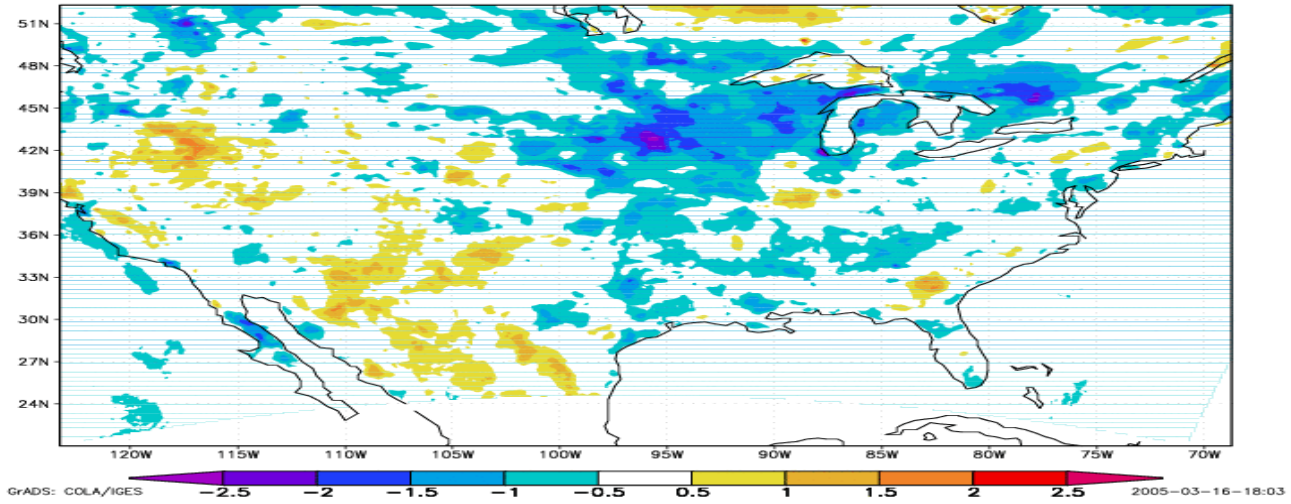 51N
48N
45N
42N
39N
36N
33N
30N
27N
24N
120W 115W 110W 105W 100W 95W 90W 85W 80W 75W 70W
-2.5 -2 -1.5 -1 -0.5 0.5 1 1.5 2 2.5
GrADS: COLA/IGES 2005-03-16-18:03